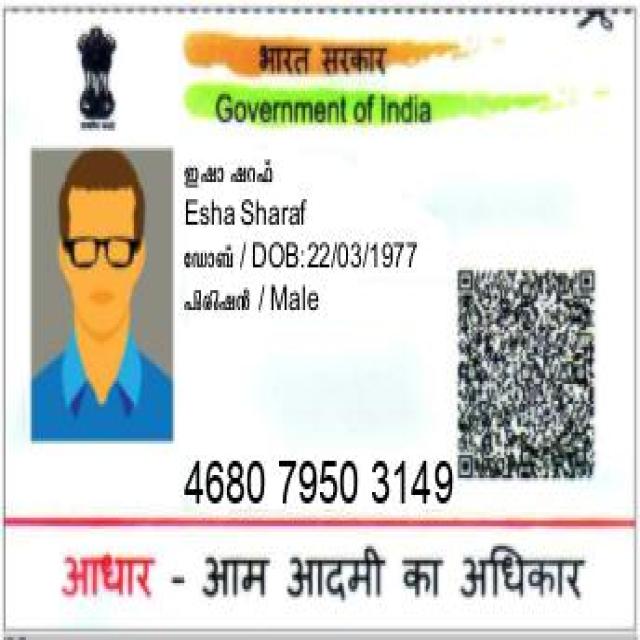 भारत सरकार
Government of India
ഇഷാ ഷറഫ്
Esha Sharaf
ഡോബ് / DOB:22/03/1977
പിരിഷൻ / Male
4680 7950 3149
आधार - आम आदमी का अधिकार